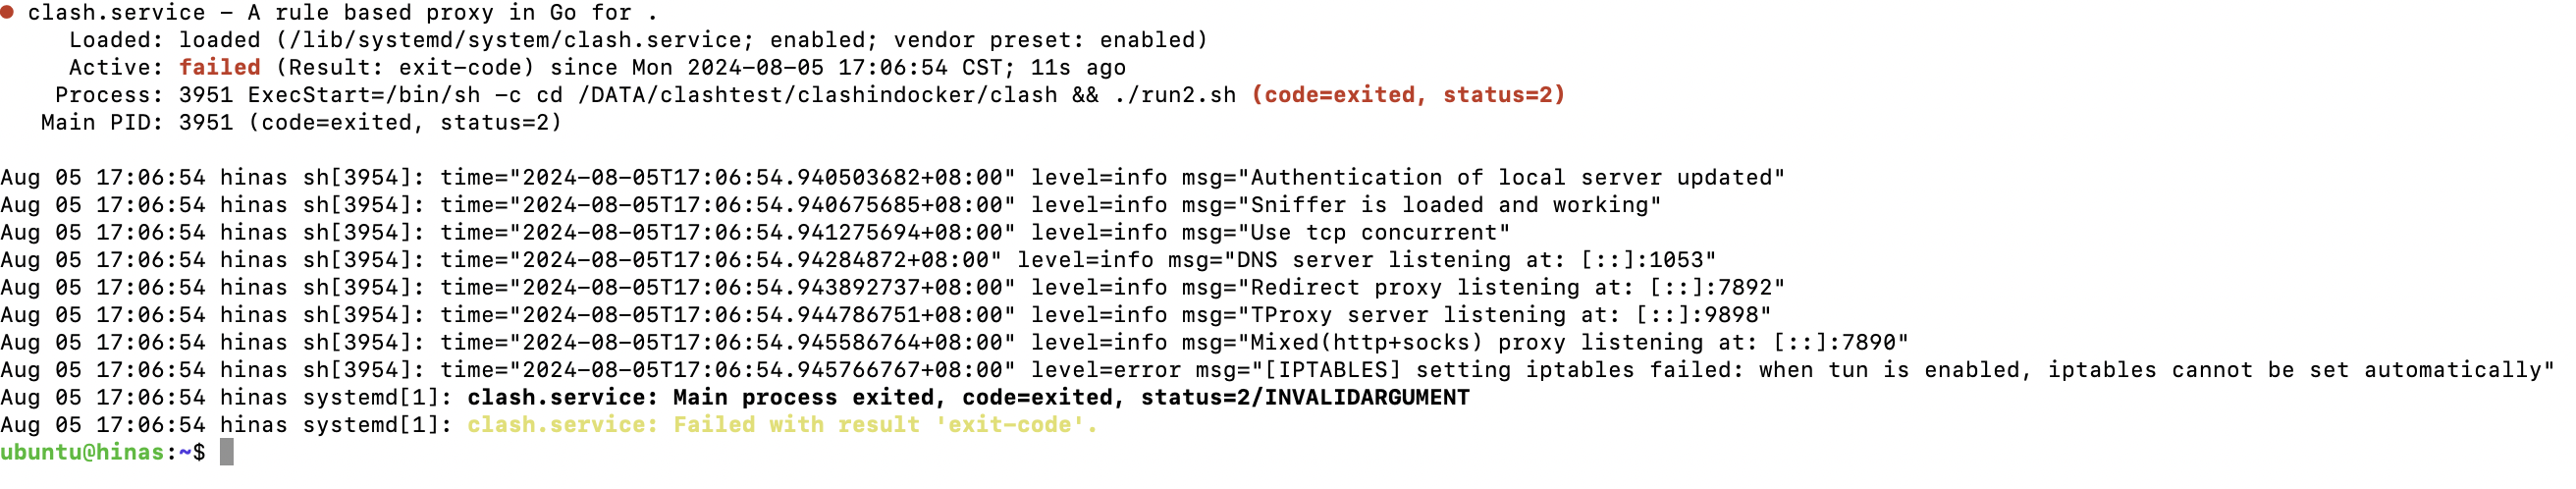 ● clash.service - A rule based proxy in Go for .
Loaded: loaded (/lib/systemd/system/clash.service; enabled; vendor preset: enabled)
Active: failed (Result: exit-code) since Mon 2024-08-05 17:06:54 CST; 11s ago
Process: 3951 ExecStart=/bin/sh -c cd /DATA/clashtest/clashindocker/clash && ./run2.sh (code=exited, status=2)
Main PID: 3951 (code=exited, status=2)
Aug 05 17:06:54 hinas sh[3954]: time="2024-08-05T17:06:54.940503682+08:00" level=info msg="Authentication of local server updated"
Aug 05 17:06:54 hinas sh[3954]: time="2024-08-05T17:06:54.940675685+08:00" level=info msg="Sniffer is loaded and working"
Aug 05 17:06:54 hinas sh[3954]: time="2024-08-05T17:06:54.941275694+08:00" level=info msg="Use tcp concurrent"
Aug 05 17:06:54 hinas sh[3954]: time="2024-08-05T17:06:54.94284872+08:00" level=info msg="DNS server listening at: [::]:1053"
Aug 05 17:06:54 hinas sh[3954]: time="2024-08-05T17:06:54.943892737+08:00" level=info msg="Redirect proxy listening at: [::]:7892"
Aug 05 17:06:54 hinas sh[3954]: time="2024-08-05T17:06:54.944786751+08:00" level=info msg="TProxy server listening at: [::]:9898"
Aug 05 17:06:54 hinas sh[3954]: time="2024-08-05T17:06:54.945586764+08:00" level=info msg="Mixed(http+socks) proxy listening at: [::]:7890"
Aug 05 17:06:54 hinas sh[3954]: time="2024-08-05T17:06:54.945766767+08:00" level=error msg="[IPTABLES] setting iptables failed: when tun is enabled, iptables cannot be set automatically"
Aug 05 17:06:54 hinas systemd[1]: clash.service: Main process exited, code=exited, status=2/INVALIDARGUMENT
Aug 05 17:06:54 hinas systemd[1]: clash.service: Failed with result 'exit-code'.
ubuntu@hinas:~$